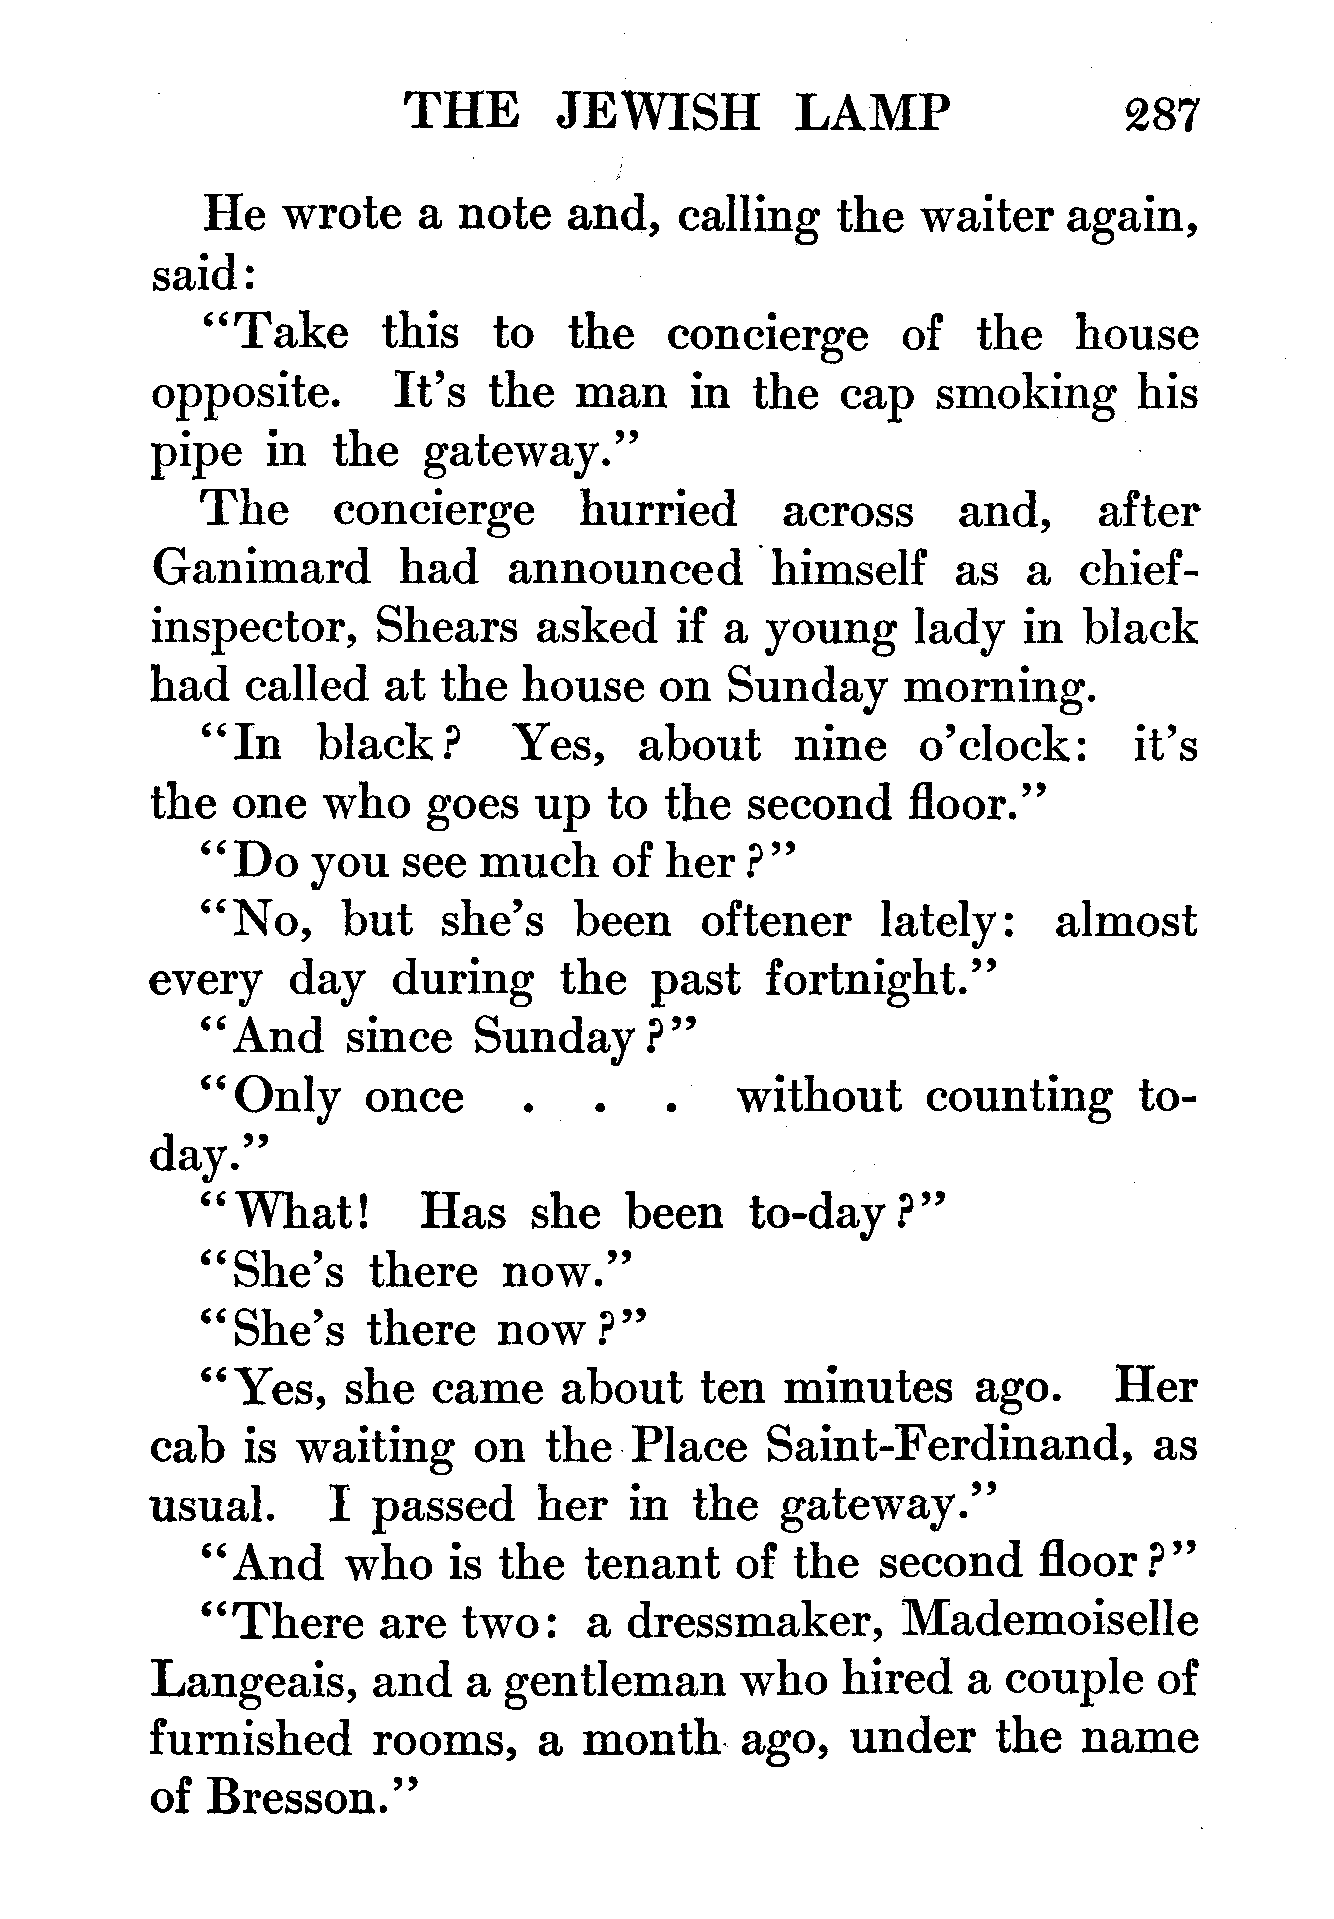 THE JEWISH LAMP 287
He wrote a note and, calling the waiter again,
said:
“Take this to the concierge of the house
opposite. It’s the man in the cap smoking his
pipe in the gateway.”
The concierge hurried across and, after
Ganimard had announced himself as a chief-
inspector, Shears asked if a young lady in black
had called at the house on Sunday morning.
“In black? Yes, about nine o’clock: it’s
the one who goes up to the second floor.”
“Do you see much of her?”
“No, but she’s been oftener lately: almost
every day during the past fortnight.”
“And since Sunday?”
“Only once . . . without counting to-
day.”
“What! Has she been to-day?”
“She’s there now.”
“She’s there now?”
“Yes, she came about ten minutes ago. Her
cab is waiting on the Place Saint-Ferdinand, as
usual. I passed her in the gateway.”
“And who is the tenant of the second floor?”
“There are two: a dressmaker, Mademoiselle
Langeais, and a gentleman who hired a couple of
furnished rooms, a month ago, under the name
of Bresson.”